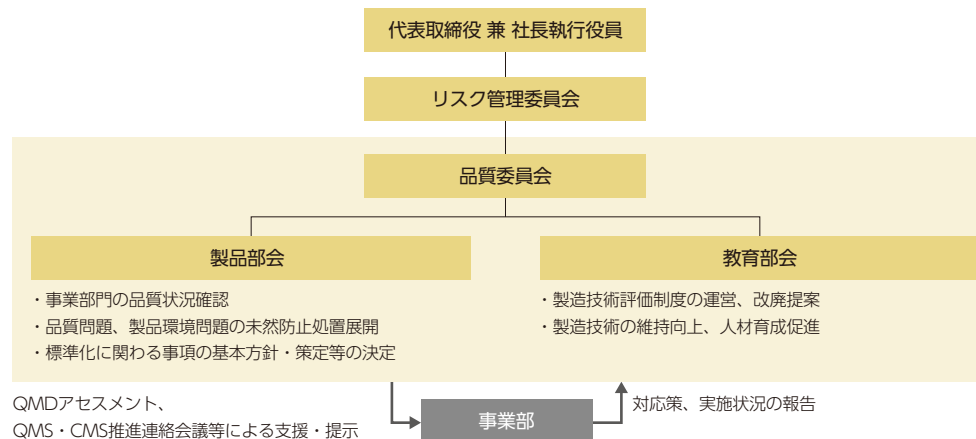 代表取締役 兼 社長執行役員
リスク管理委員会
品質委員会
製品部会
・事業部門の品質状況確認
・品質問題、製品環境問題の未然防止処置展開
・標準化に関わる事項の基本方針・策定等の決定
教育部会
・製造技術評価制度の運営、改廃提案
・製造技術の維持向上、人材育成促進
QMDアセスメント、
QMS・CMS推進連絡会議等による支援・提示
事業部
対応策、実施状況の報告